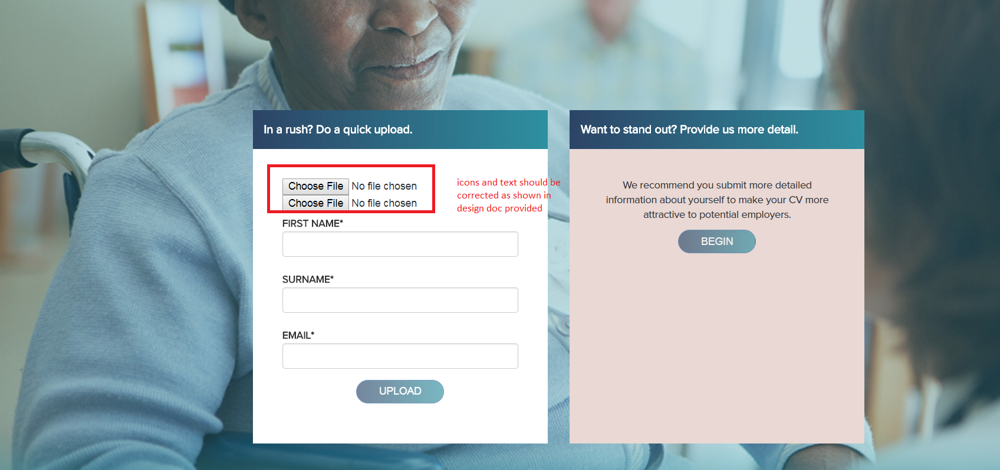 In a rush? Do a quick upload.
Choose File No file chosen
Choose File No file chosen
icons and text should be
corrected as shown in
design doc provided
FIRST NAME*
SURNAME*
EMAIL*
UPLOAD
Want to stand out? Provide us more detail.
We recommend you submit more detailed
information about yourself to make your CV more
attractive to potential employers.
BEGIN